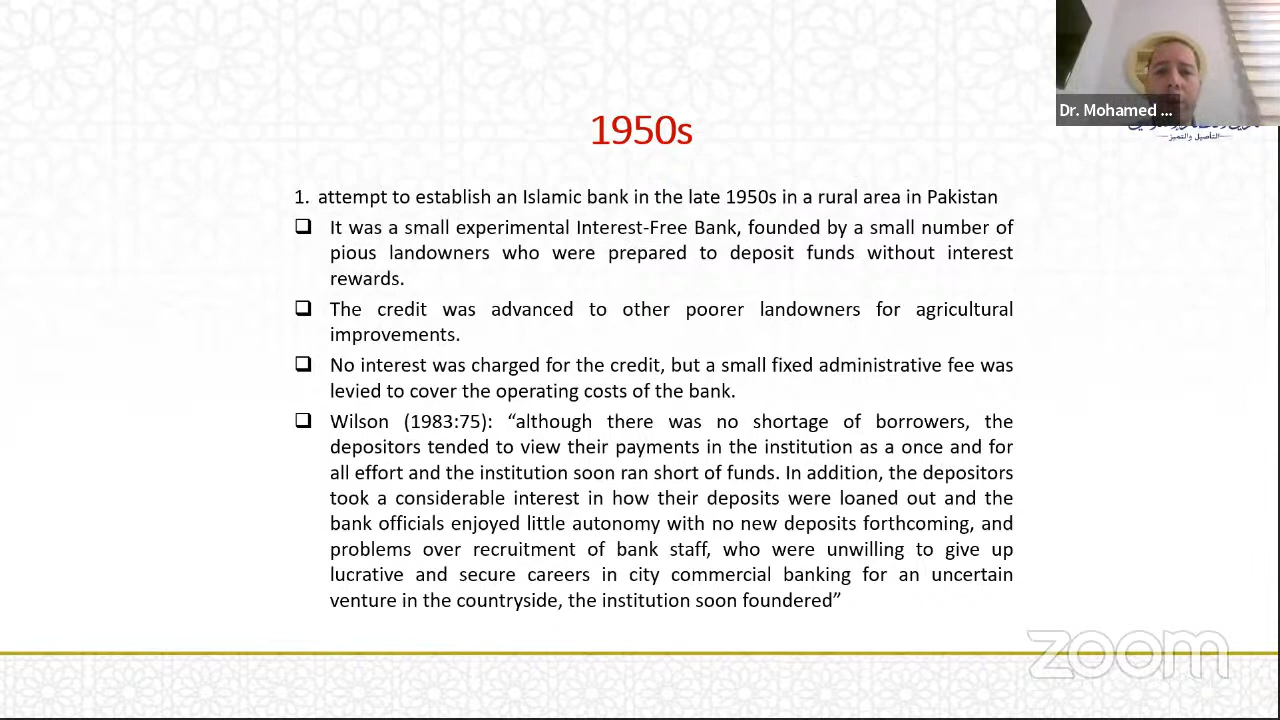 Dr. Mohamed ...
التأصيل والتميز
1950s
1. attempt to establish an Islamic bank in the late 1950s in a rural area in Pakistan
❑ It was a small experimental Interest-Free Bank, founded by a small number of
pious landowners who were prepared to deposit funds without interest
rewards.
❑ The credit was advanced to other poorer landowners for agricultural
improvements.
❑ No interest was charged for the credit, but a small fixed administrative fee was
levied to cover the operating costs of the bank.
❑ Wilson (1983:75): “although there was no shortage of borrowers, the
depositors tended to view their payments in the institution as a once and for
all effort and the institution soon ran short of funds. In addition, the depositors
took a considerable interest in how their deposits were loaned out and the
bank officials enjoyed little autonomy with no new deposits forthcoming, and
problems over recruitment of bank staff, who were unwilling to give up
lucrative and secure careers in city commercial banking for an uncertain
venture in the countryside, the institution soon foundered”
zoom